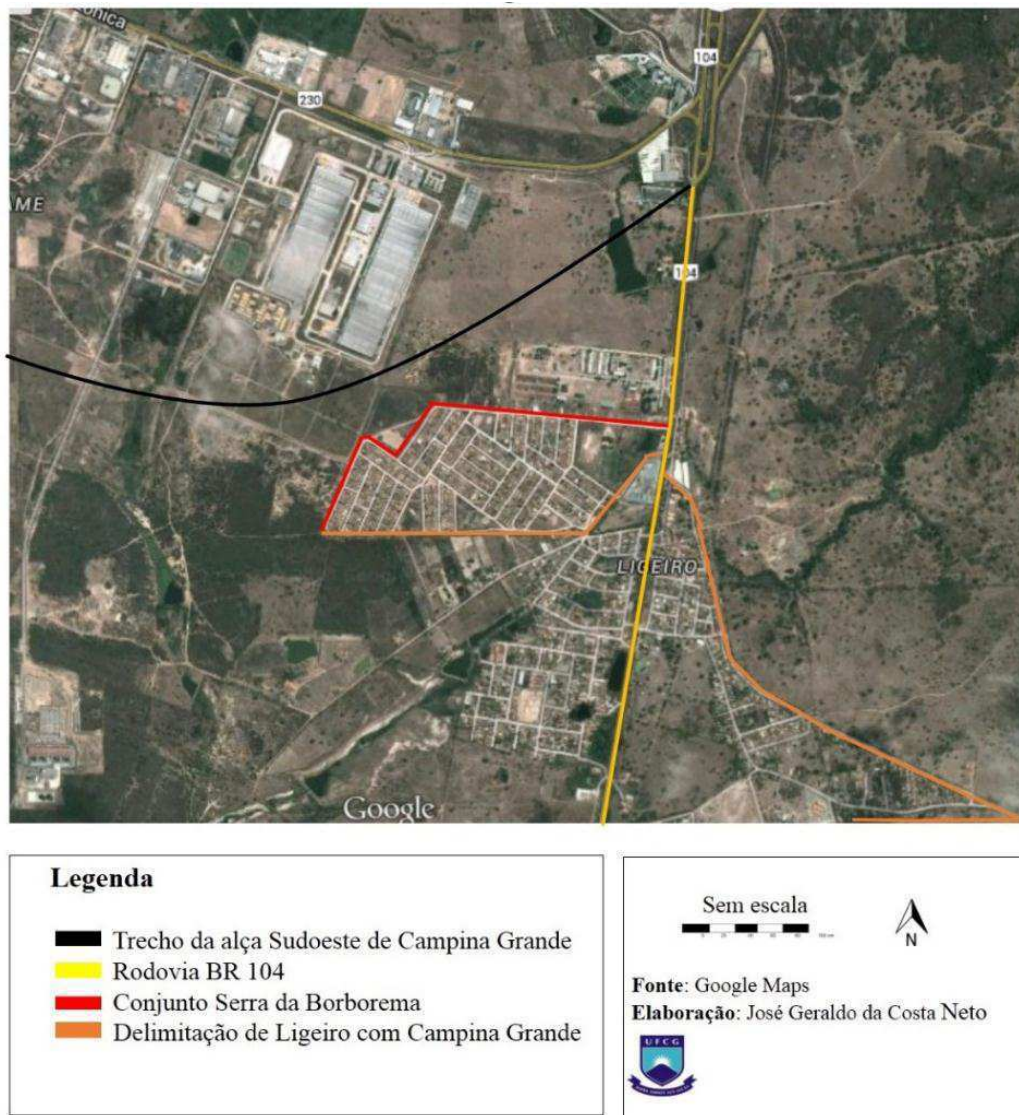 ônica
104
230
AME
104
LIGEIRO
Google
Legenda
Trecho da alça Sudoeste de Campina Grande
Rodovia BR 104
Conjunto Serra da Borborema
Delimitação de Ligeiro com Campina Grande
Sem escala
N
Fonte: Google Maps
Elaboração: José Geraldo da Costa Neto
UFCG